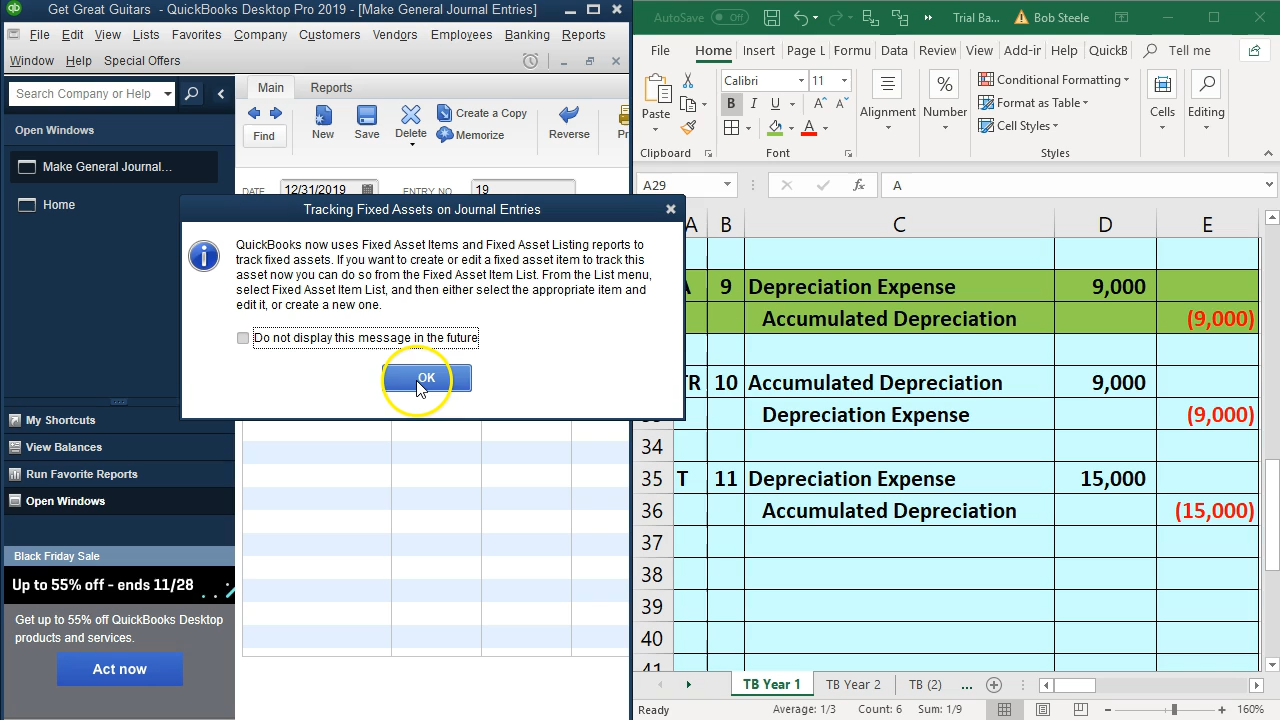 Get Great Guitars - QuickBooks Desktop Pro 2019 - [Make General Journal Entries]
File Edit View Lists Favorites Company Customers Vendors Employees Banking Reports
Window Help Special Offers
Search Company or Help
Open Windows
Make General Journal...
Home
Main Reports
Find
New
Save
Delete
Create a Copy
Memorize
Reverse
DATE 12/31/2019 ENTRY NO. 19
Tracking Fixed Assets on Journal Entries
QuickBooks now uses Fixed Asset Items and Fixed Asset Listing reports to
track fixed assets. If you want to create or edit a fixed asset item to track this
asset now you can do so from the Fixed Asset Item List. From the List menu,
select Fixed Asset Item List, and then either select the appropriate item and
edit it, or create a new one.
Do not display this message in the future
OK
My Shortcuts
View Balances
Run Favorite Reports
Open Windows
Black Friday Sale
Up to 55% off - ends 11/28
Get up to 55% off QuickBooks Desktop
products and services.
Act now
AutoSave Off Trial Ba... Bob Steele
File Home Insert Page L Formu Data Review View Add-ir Help QuickB Tell me
Paste
Clipboard
Calibri 11
B I U
Font
Alignment
Number
%
Conditional Formatting
Format as Table
Cell Styles
Styles
Cells
Editing
A29 fx A
A B C D E
A 9 Depreciation Expense 9,000
Accumulated Depreciation (9,000)
TR 10 Accumulated Depreciation 9,000
Depreciation Expense (9,000)
34
35 T 11 Depreciation Expense 15,000
36 Accumulated Depreciation (15,000)
37
38
39
40
41
TB Year 1 TB Year 2 TB (2) ...
Ready Average: 1/3 Count: 6 Sum: 1/9 160%